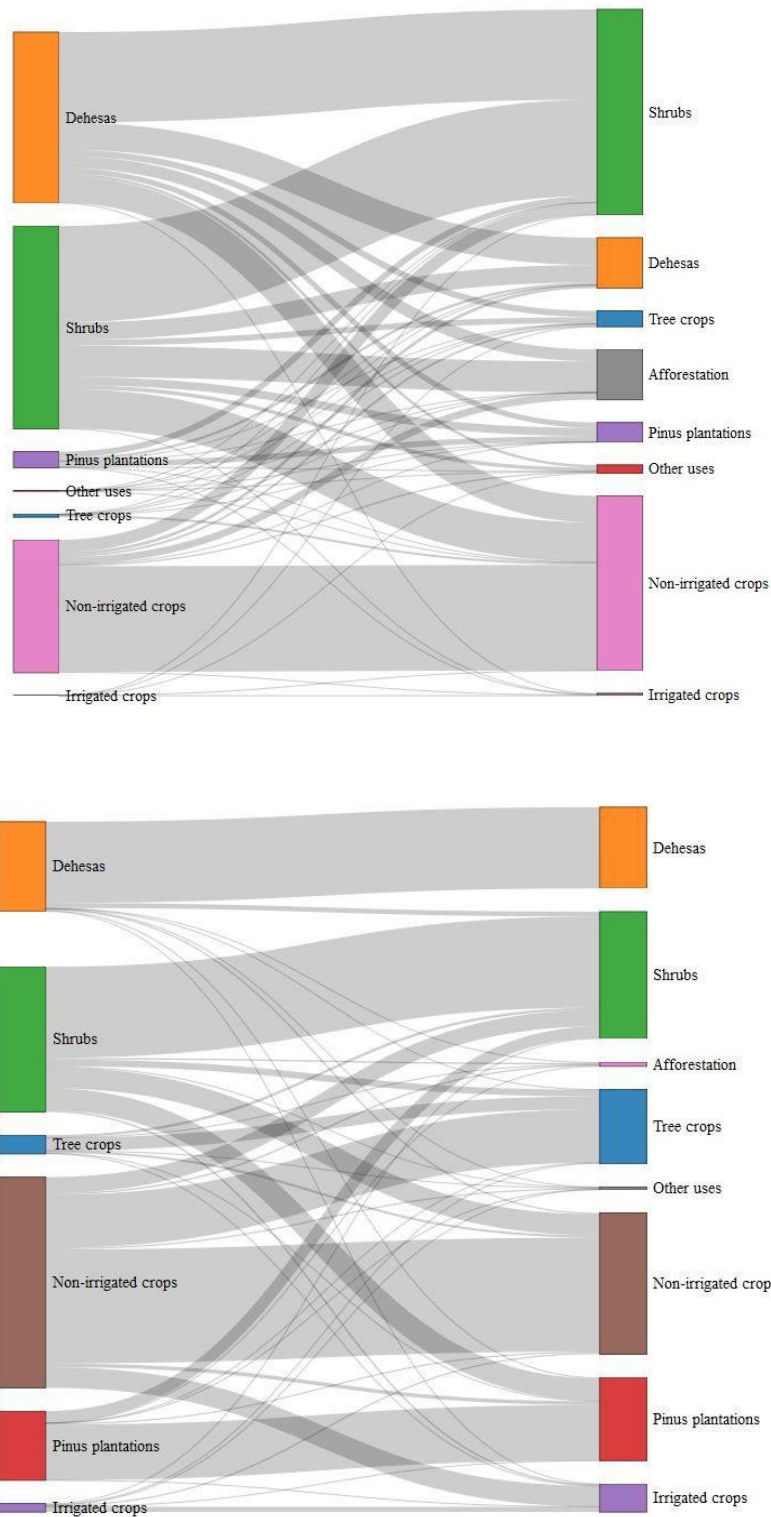 Dehesas
Shrubs
Pinus plantations
Other uses
Tree crops
Non-irrigated crops
Irrigated crops
Shrubs
Dehesas
Tree crops
Afforestation
Pinus plantations
Other uses
Non-irrigated crops
Irrigated crops
Dehesas
Shrubs
Tree crops
Non-irrigated crops
Pinus plantations
Irrigated crops
Dehesas
Shrubs
Afforestation
Tree crops
Other uses
Non-irrigated crop
Pinus plantations
Irrigated crops